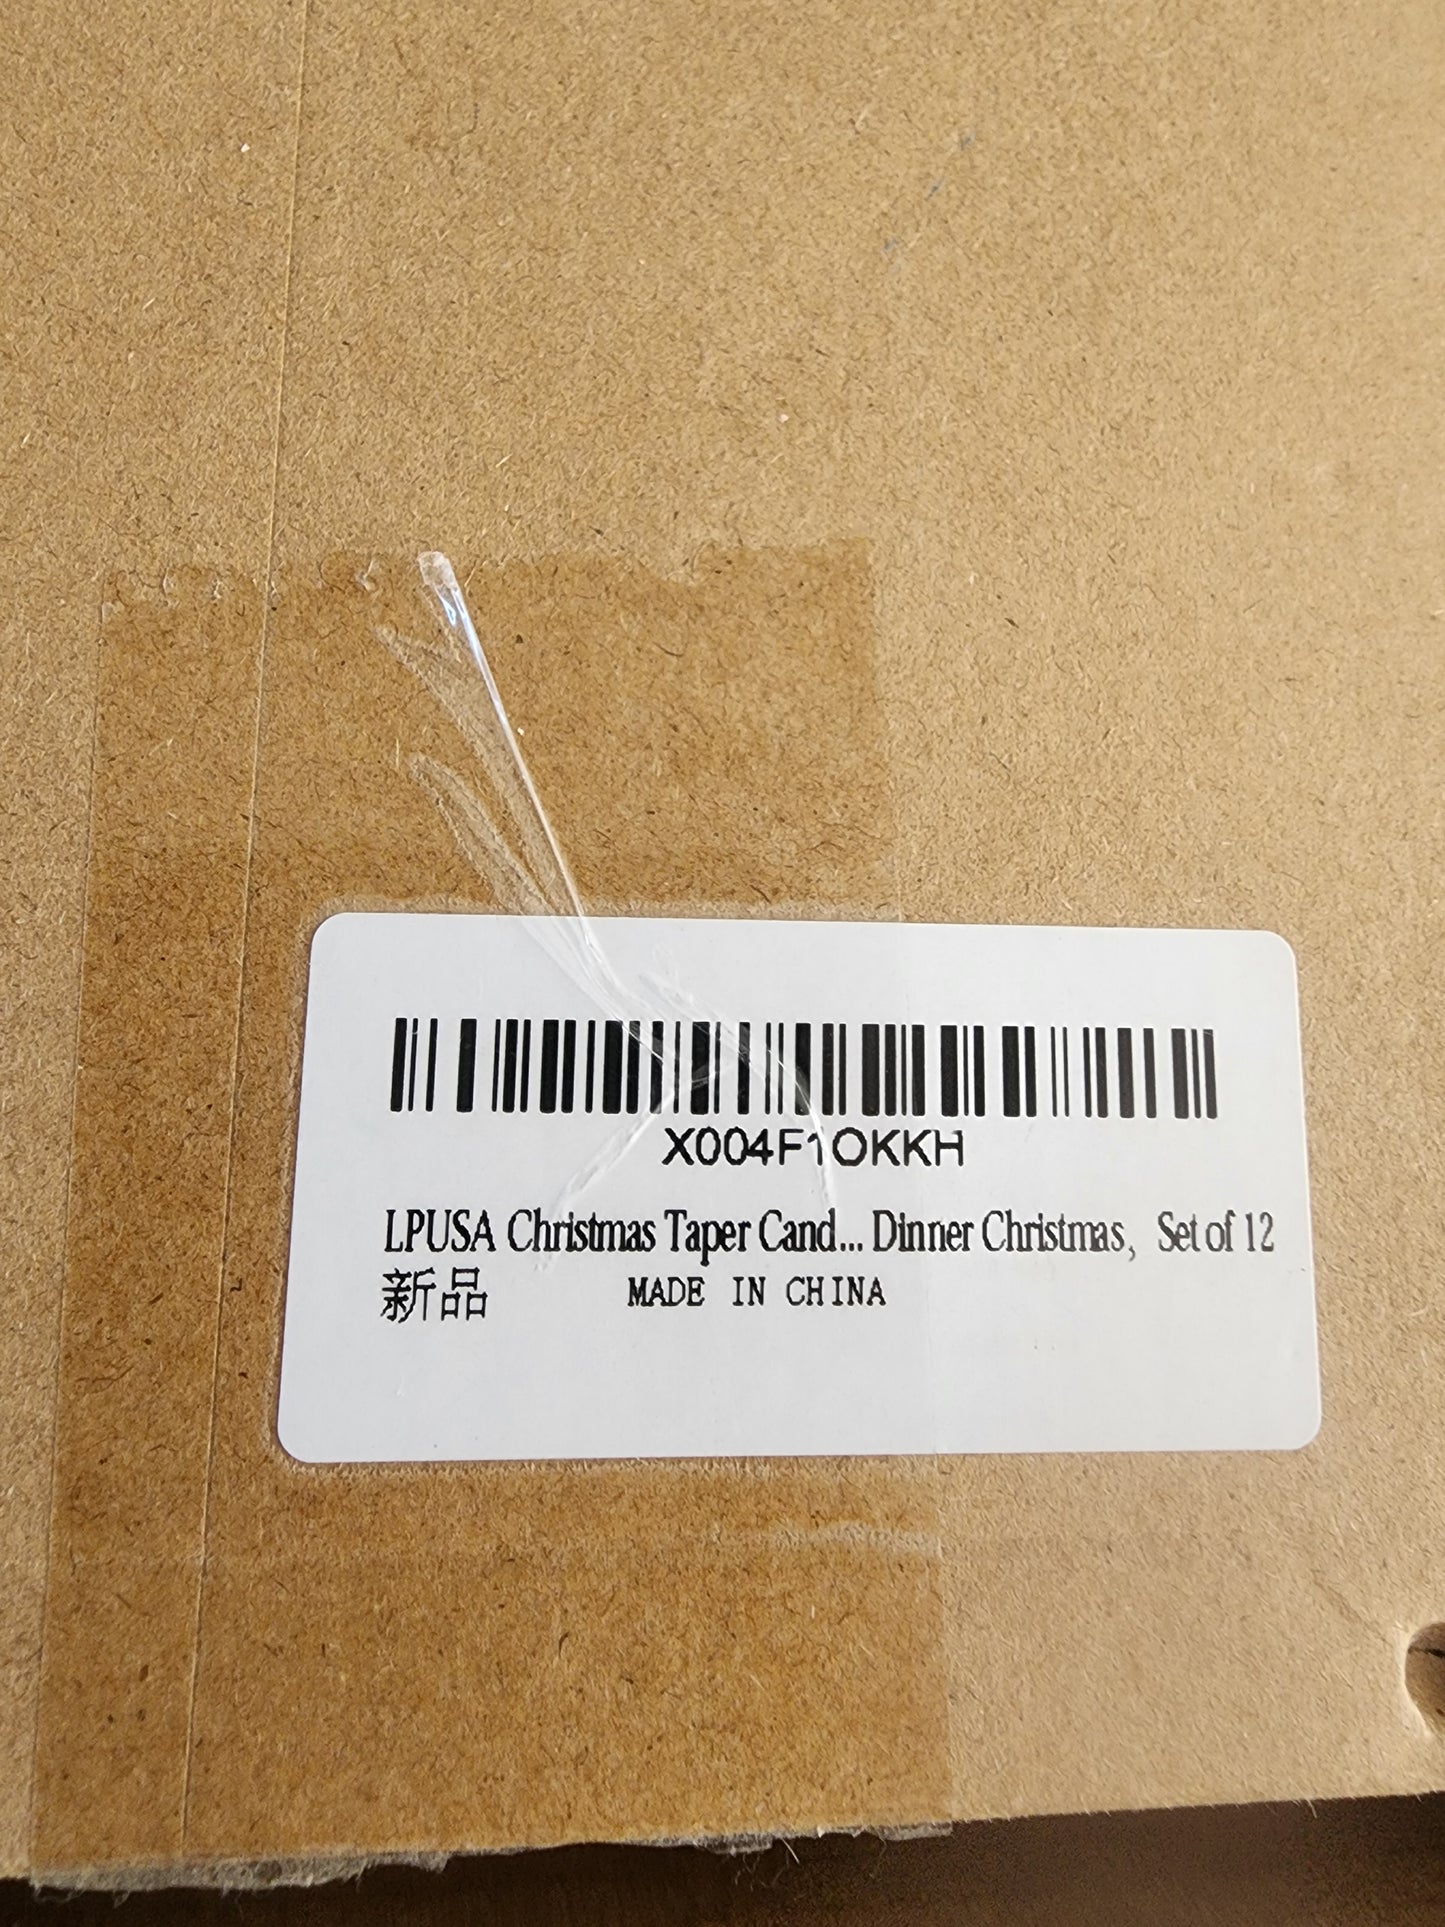 X004F1OKKH
LPUSA Christmas Taper Cand... Dinner Christmas, Set of 12
新品 MADE IN CHINA